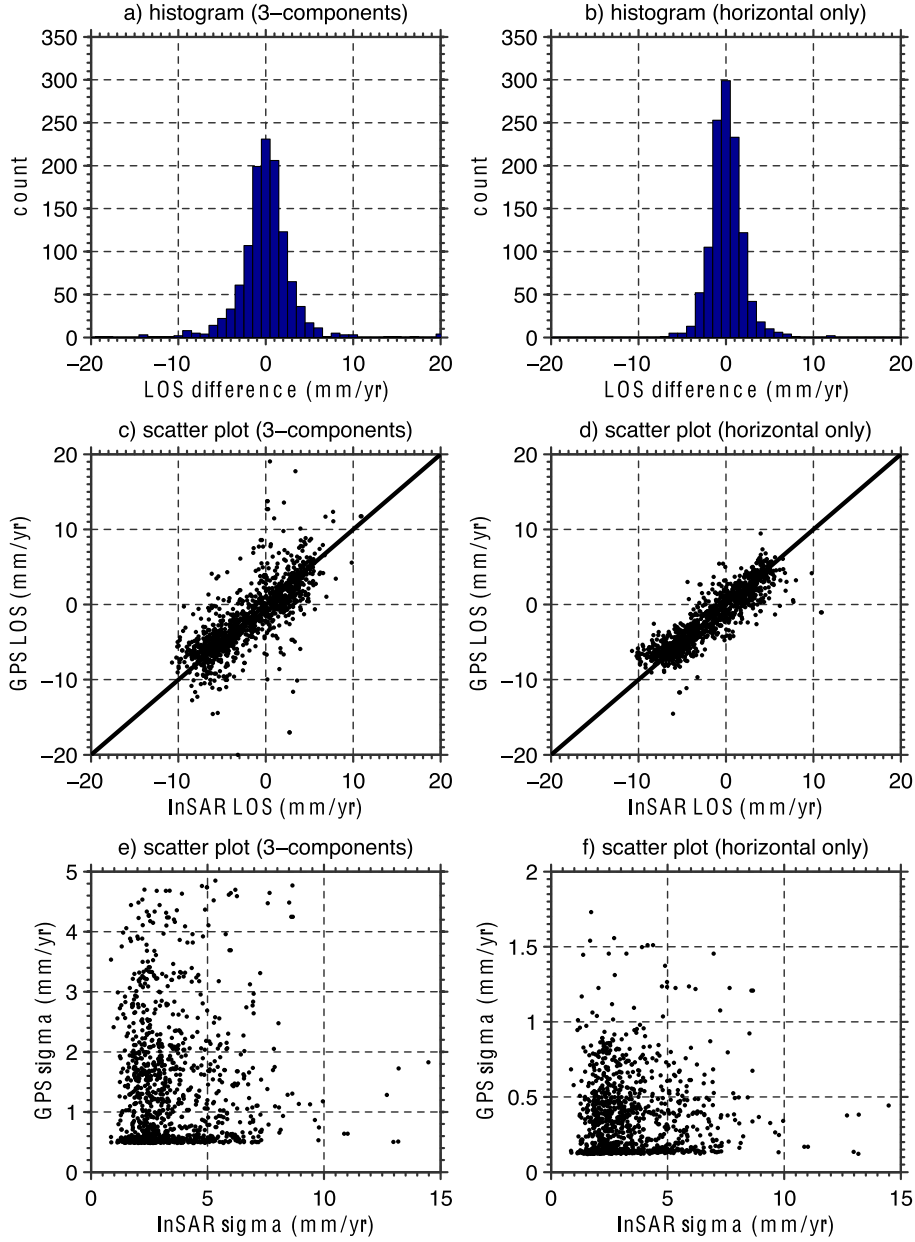 a) histogram (3−components)
350
300
250
200
150
100
50
0
count
−20 −10 0 10 20
LOS difference (mm/yr)
b) histogram (horizontal only)
350
300
250
200
150
100
50
0
count
−20 −10 0 10 20
LOS difference (mm/yr)
c) scatter plot (3−components)
20
10
0
−10
−20
GPS LOS (mm/yr)
−20 −10 0 10 20
InSAR LOS (mm/yr)
d) scatter plot (horizontal only)
20
10
0
−10
−20
GPS LOS (mm/yr)
−20 −10 0 10 20
InSAR LOS (mm/yr)
e) scatter plot (3−components)
5
4
3
2
1
0
GPS sigma (mm/yr)
0 5 10 15
InSAR sigma (mm/yr)
f) scatter plot (horizontal only)
2
1.5
1
0.5
0
GPS sigma (mm/yr)
0 5 10 15
InSAR sigma (mm/yr)